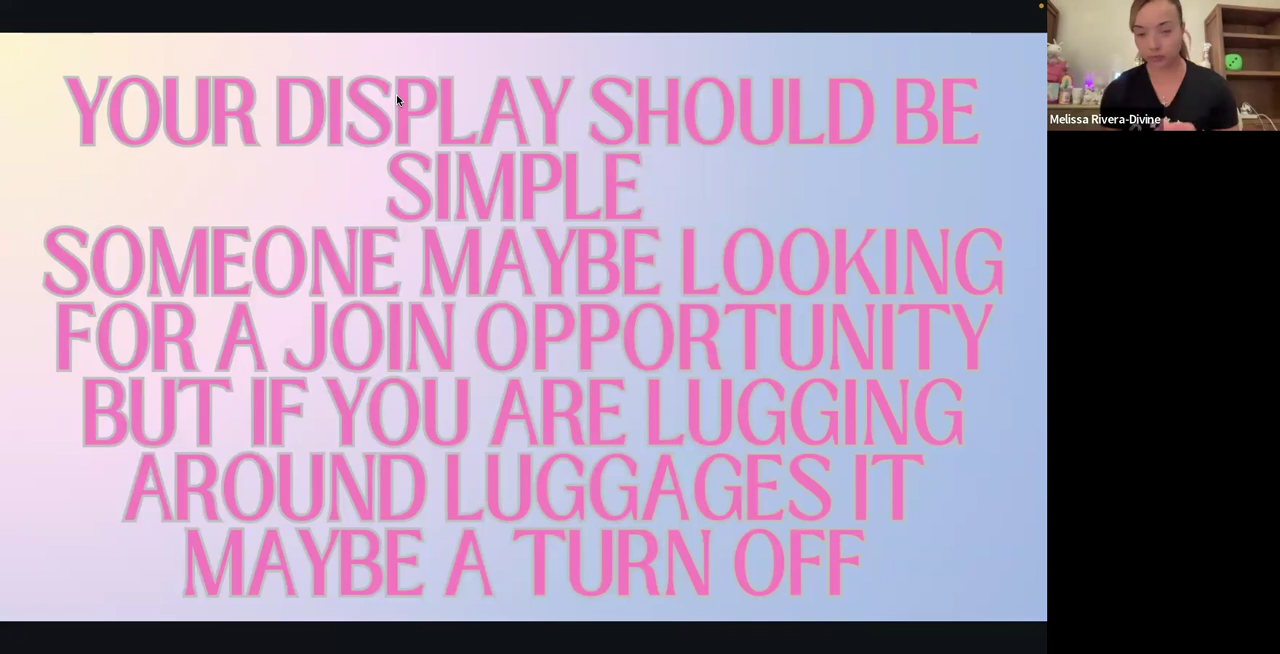 YOUR DISPLAY SHOULD BE
SIMPLE
SOMEONE MAYBE LOOKING
FOR A JOIN OPPORTUNITY
BUT IF YOU ARE LUGGING
AROUND LUGGAGES IT
MAYBE A TURN OFF
Melissa Rivera-Divine